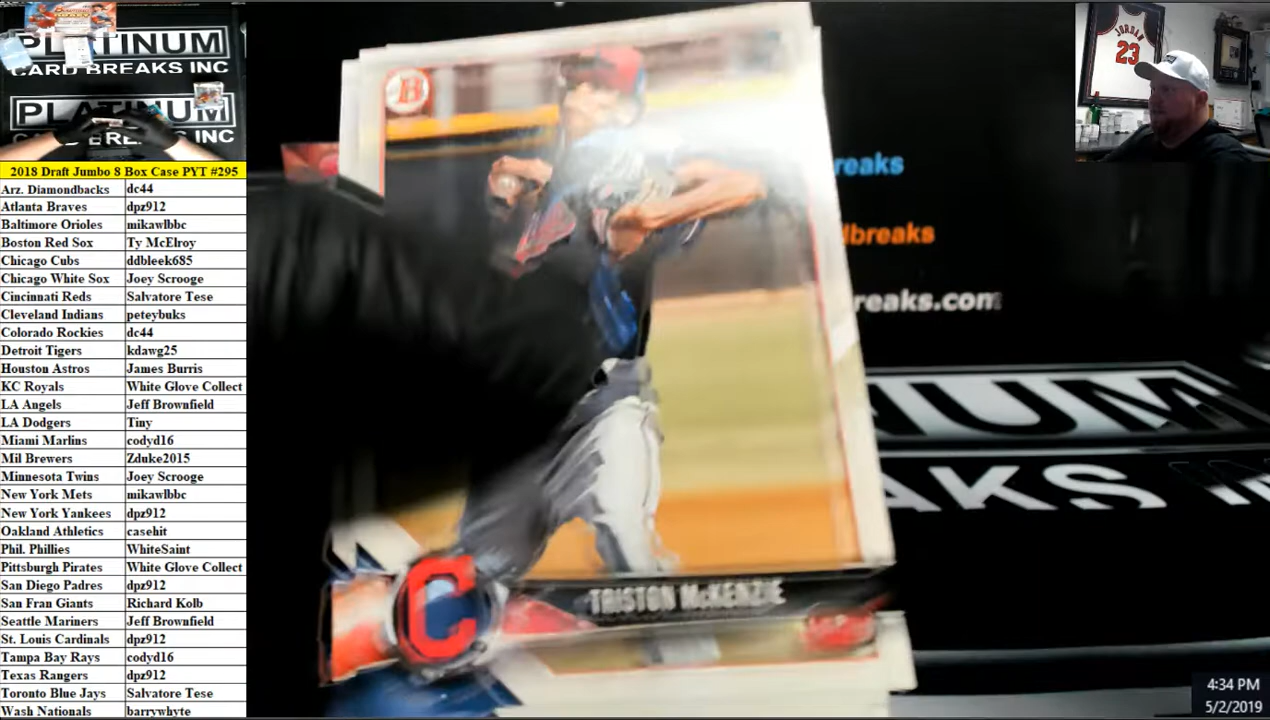 PLATINUM
CARD BREAKS INC
PLATINUM
CARD BREAKS INC
2018 Draft Jumbo 8 Box Case PYT #295
Arz. Diamondbacks dc44
Atlanta Braves dpz912
Baltimore Orioles mikawlbbc
Boston Red Sox Ty McElroy
Chicago Cubs ddbleek685
Chicago White Sox Joey Scrooge
Cincinnati Reds Salvatore Tese
Cleveland Indians peteybuks
Colorado Rockies dc44
Detroit Tigers kdawg25
Houston Astros James Burris
KC Royals White Glove Collect
LA Angels Jeff Brownfield
LA Dodgers Tiny
Miami Marlins codyd16
Mil Brewers Zduke2015
Minnesota Twins Joey Scrooge
New York Mets mikawlbbc
New York Yankees dpz912
Oakland Athletics casehit
Phil. Phillies WhiteSaint
Pittsburgh Pirates White Glove Collect
San Diego Padres dpz912
San Fran Giants Richard Kolb
Seattle Mariners Jeff Brownfield
St. Louis Cardinals dpz912
Tampa Bay Rays codyd16
Texas Rangers dpz912
Toronto Blue Jays Salvatore Tese
Wash Nationals barrywhyte
B
C
TRISTON McKENZIE
reaks
lbreaks
reaks.com
NUM
AKS IN
JORDAN
23
4:34 PM
5/2/2019